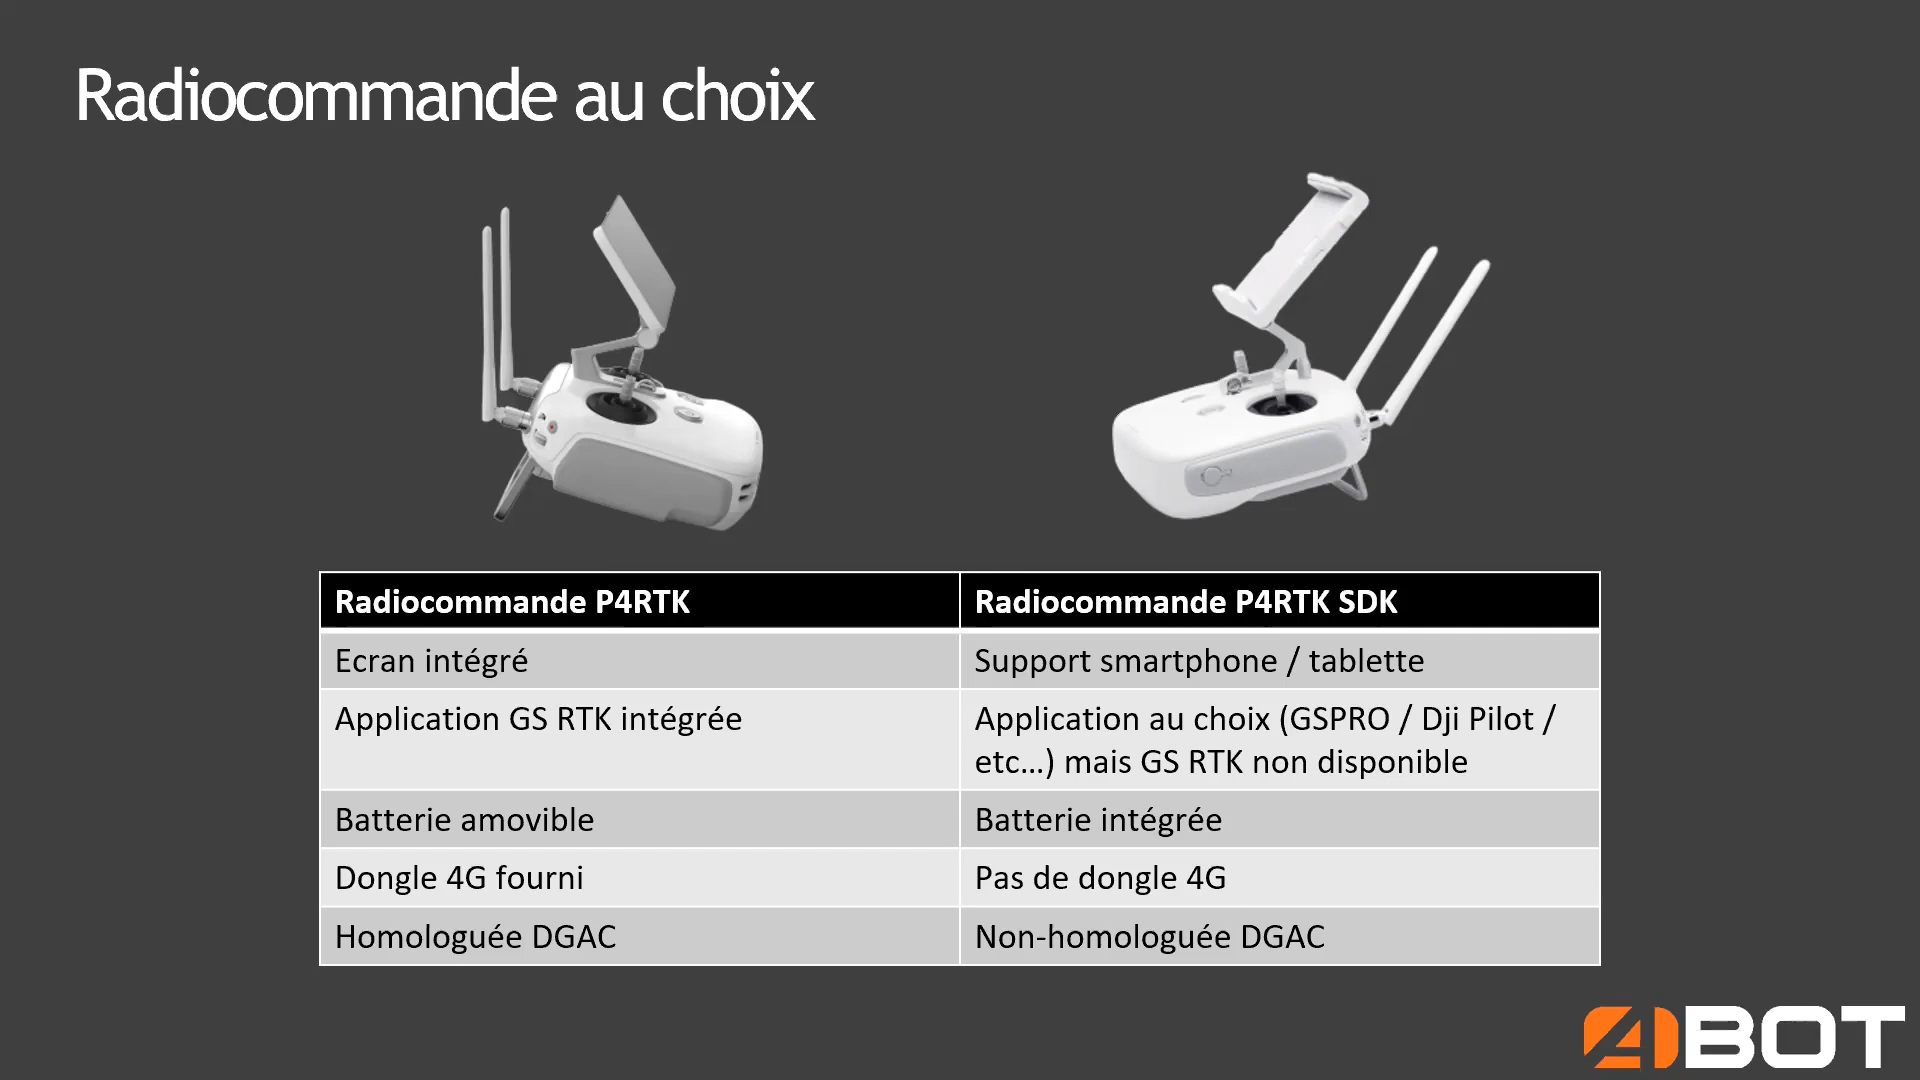 Radiocommande au choix
Radiocommande P4RTK
Radiocommande P4RTK SDK
Ecran intégré
Support smartphone / tablette
Application GS RTK intégrée
Application au choix (GSPRO / Dji Pilot /
etc...) mais GS RTK non disponible
Batterie amovible
Batterie intégrée
Dongle 4G fourni
Pas de dongle 4G
Homologuée DGAC
Non-homologuée DGAC
ABOT